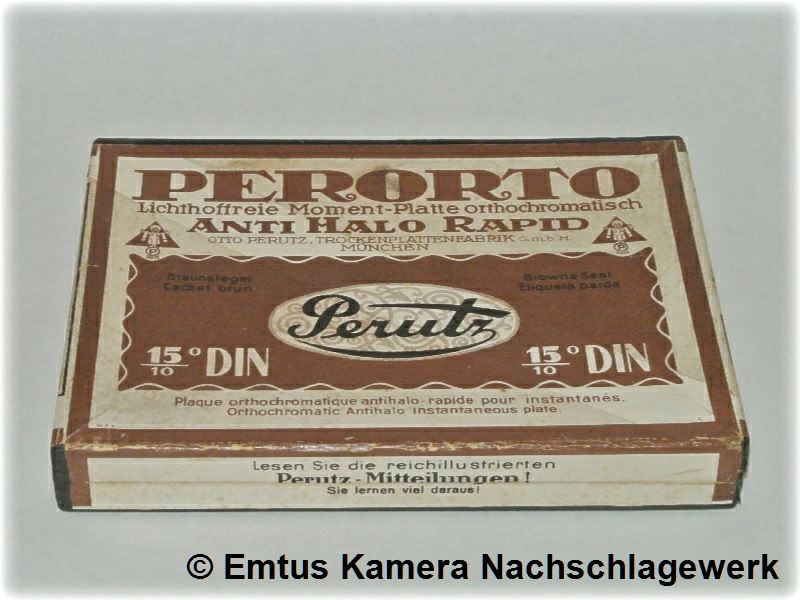 PERORTO
Lichthoffreie Moment-Platte orthochromatisch
ANTI HALO RAPID
OTTO PERUTZ, TROCKENPLATTENFABRIK G.m.b.H.
MÜNCHEN
Braunsiegel
Cachet brun
Browne Seal
Etiqueta parda
Perutz
15/10° DIN
15/10° DIN
Plaque orthochromatique antihalo-rapide pour instantanés.
Orthochromatic Antihalo instantaneous plate.
Lesen Sie die reichillustrierten
Perutz-Mitteilungen!
Sie lernen viel daraus!
© Emtus Kamera Nachschlagewerk